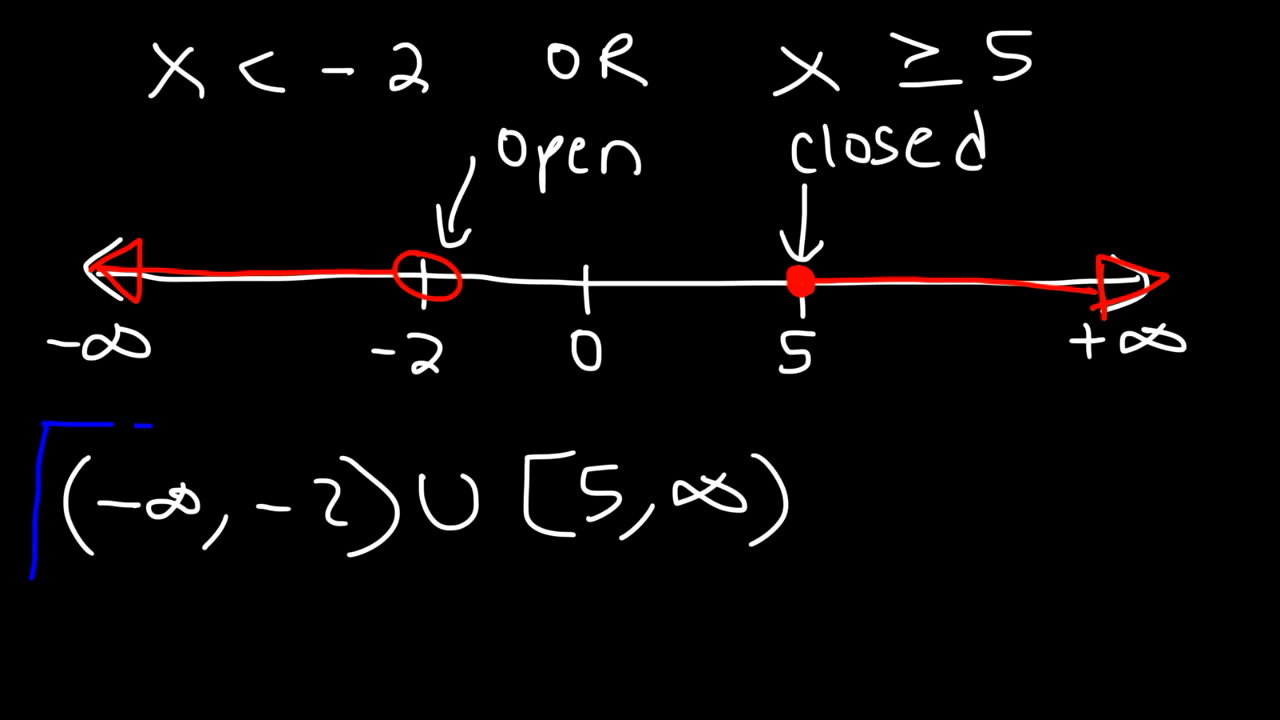 x < -2 OR x ≥ 5
open closed
-∞ -2 0 5 +∞
(-∞, -2) ∪ [5, ∞)